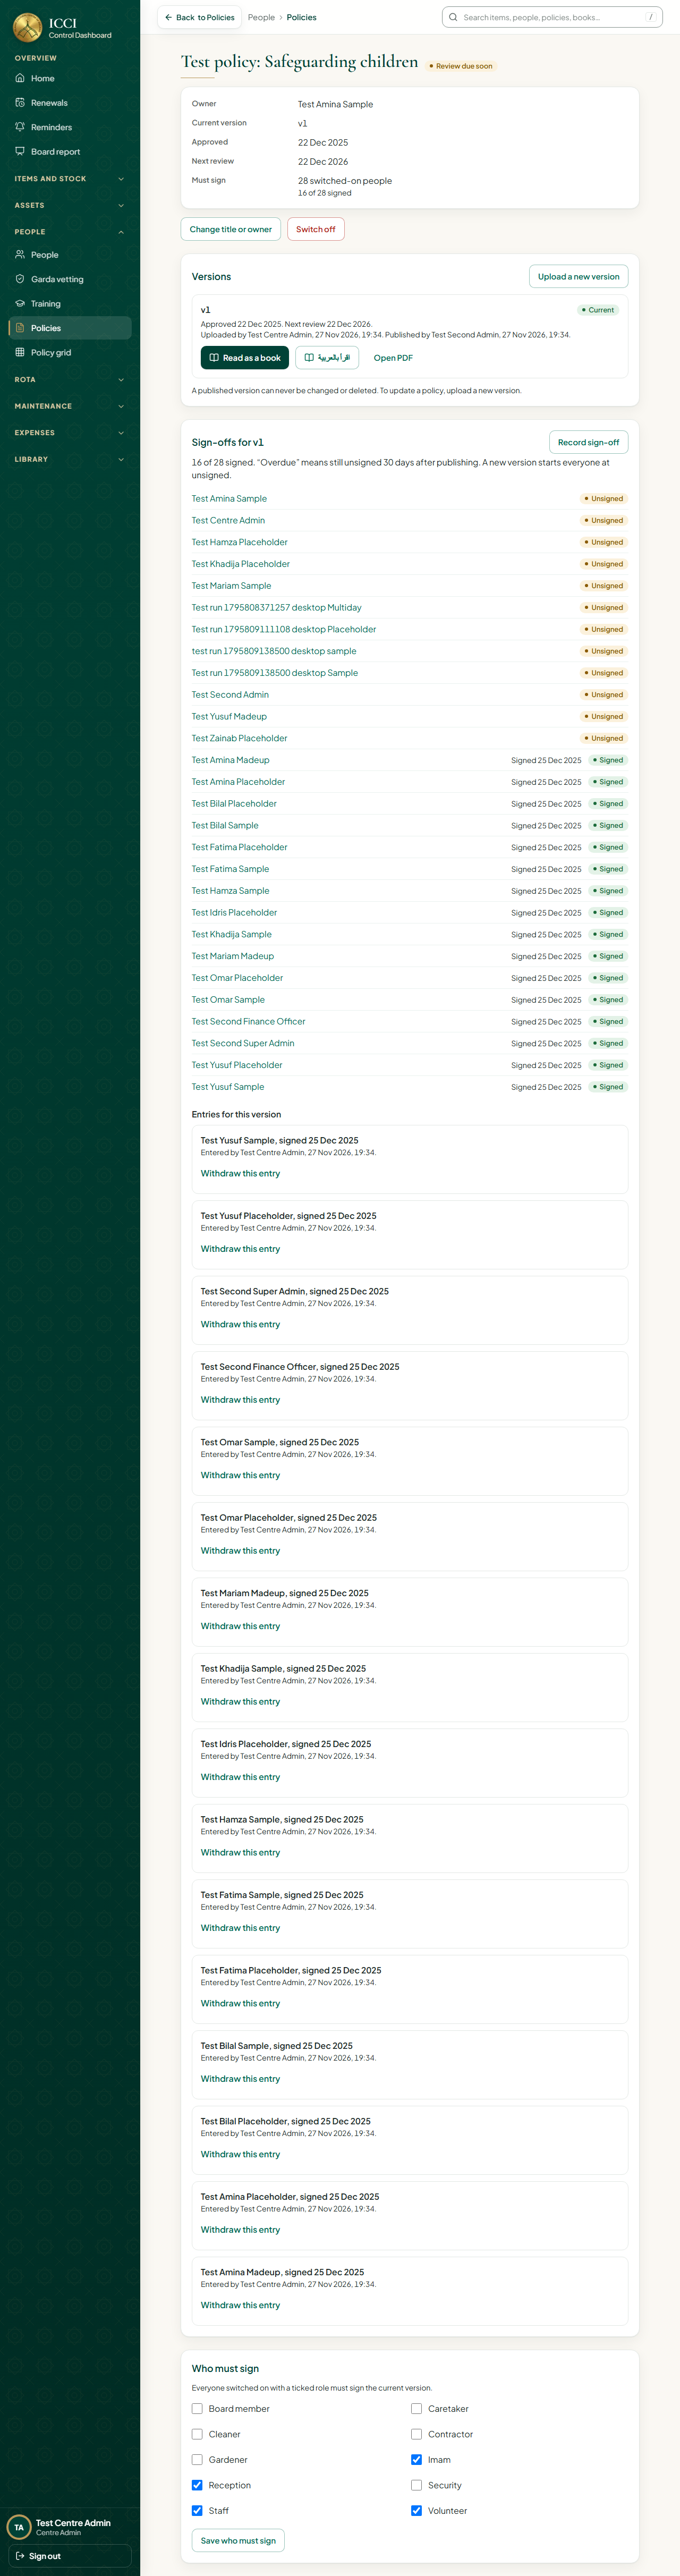 ICCI
Control Dashboard
OVERVIEW
Home
Renewals
Reminders
Board report
ITEMS AND STOCK
ASSETS
PEOPLE
People
Garda vetting
Training
Policies
Policy grid
ROTA
MAINTENANCE
EXPENSES
LIBRARY
TA
Test Centre Admin
Centre Admin
Sign out
Back to Policies
People › Policies
Search items, people, policies, books...
/
Test policy: Safeguarding children
Review due soon
Owner Test Amina Sample
Current version v1
Approved 22 Dec 2025
Next review 22 Dec 2026
Must sign 28 switched-on people
16 of 28 signed
Change title or owner
Switch off
Versions
Upload a new version
v1
Current
Approved 22 Dec 2025. Next review 22 Dec 2026.
Uploaded by Test Centre Admin, 27 Nov 2026, 19:34. Published by Test Second Admin, 27 Nov 2026, 19:34.
Read as a book
اقرأ بالعربية
Open PDF
A published version can never be changed or deleted. To update a policy, upload a new version.
Sign-offs for v1
Record sign-off
16 of 28 signed. “Overdue” means still unsigned 30 days after publishing. A new version starts everyone at
unsigned.
Test Amina Sample Unsigned
Test Centre Admin Unsigned
Test Hamza Placeholder Unsigned
Test Khadija Placeholder Unsigned
Test Mariam Sample Unsigned
Test run 1795808371257 desktop Multiday Unsigned
Test run 1795809111108 desktop Placeholder Unsigned
test run 1795809138500 desktop sample Unsigned
Test run 1795809138500 desktop Sample Unsigned
Test Second Admin Unsigned
Test Yusuf Madeup Unsigned
Test Zainab Placeholder Unsigned
Test Amina Madeup Signed 25 Dec 2025 Signed
Test Amina Placeholder Signed 25 Dec 2025 Signed
Test Bilal Placeholder Signed 25 Dec 2025 Signed
Test Bilal Sample Signed 25 Dec 2025 Signed
Test Fatima Placeholder Signed 25 Dec 2025 Signed
Test Fatima Sample Signed 25 Dec 2025 Signed
Test Hamza Sample Signed 25 Dec 2025 Signed
Test Idris Placeholder Signed 25 Dec 2025 Signed
Test Khadija Sample Signed 25 Dec 2025 Signed
Test Mariam Madeup Signed 25 Dec 2025 Signed
Test Omar Placeholder Signed 25 Dec 2025 Signed
Test Omar Sample Signed 25 Dec 2025 Signed
Test Second Finance Officer Signed 25 Dec 2025 Signed
Test Second Super Admin Signed 25 Dec 2025 Signed
Test Yusuf Placeholder Signed 25 Dec 2025 Signed
Test Yusuf Sample Signed 25 Dec 2025 Signed
Entries for this version
Test Yusuf Sample, signed 25 Dec 2025
Entered by Test Centre Admin, 27 Nov 2026, 19:34.
Withdraw this entry
Test Yusuf Placeholder, signed 25 Dec 2025
Entered by Test Centre Admin, 27 Nov 2026, 19:34.
Withdraw this entry
Test Second Super Admin, signed 25 Dec 2025
Entered by Test Centre Admin, 27 Nov 2026, 19:34.
Withdraw this entry
Test Second Finance Officer, signed 25 Dec 2025
Entered by Test Centre Admin, 27 Nov 2026, 19:34.
Withdraw this entry
Test Omar Sample, signed 25 Dec 2025
Entered by Test Centre Admin, 27 Nov 2026, 19:34.
Withdraw this entry
Test Omar Placeholder, signed 25 Dec 2025
Entered by Test Centre Admin, 27 Nov 2026, 19:34.
Withdraw this entry
Test Mariam Madeup, signed 25 Dec 2025
Entered by Test Centre Admin, 27 Nov 2026, 19:34.
Withdraw this entry
Test Khadija Sample, signed 25 Dec 2025
Entered by Test Centre Admin, 27 Nov 2026, 19:34.
Withdraw this entry
Test Idris Placeholder, signed 25 Dec 2025
Entered by Test Centre Admin, 27 Nov 2026, 19:34.
Withdraw this entry
Test Hamza Sample, signed 25 Dec 2025
Entered by Test Centre Admin, 27 Nov 2026, 19:34.
Withdraw this entry
Test Fatima Sample, signed 25 Dec 2025
Entered by Test Centre Admin, 27 Nov 2026, 19:34.
Withdraw this entry
Test Fatima Placeholder, signed 25 Dec 2025
Entered by Test Centre Admin, 27 Nov 2026, 19:34.
Withdraw this entry
Test Bilal Sample, signed 25 Dec 2025
Entered by Test Centre Admin, 27 Nov 2026, 19:34.
Withdraw this entry
Test Bilal Placeholder, signed 25 Dec 2025
Entered by Test Centre Admin, 27 Nov 2026, 19:34.
Withdraw this entry
Test Amina Placeholder, signed 25 Dec 2025
Entered by Test Centre Admin, 27 Nov 2026, 19:34.
Withdraw this entry
Test Amina Madeup, signed 25 Dec 2025
Entered by Test Centre Admin, 27 Nov 2026, 19:34.
Withdraw this entry
Who must sign
Everyone switched on with a ticked role must sign the current version.
Board member Caretaker
Cleaner Contractor
Gardener Imam
Reception Security
Staff Volunteer
Save who must sign